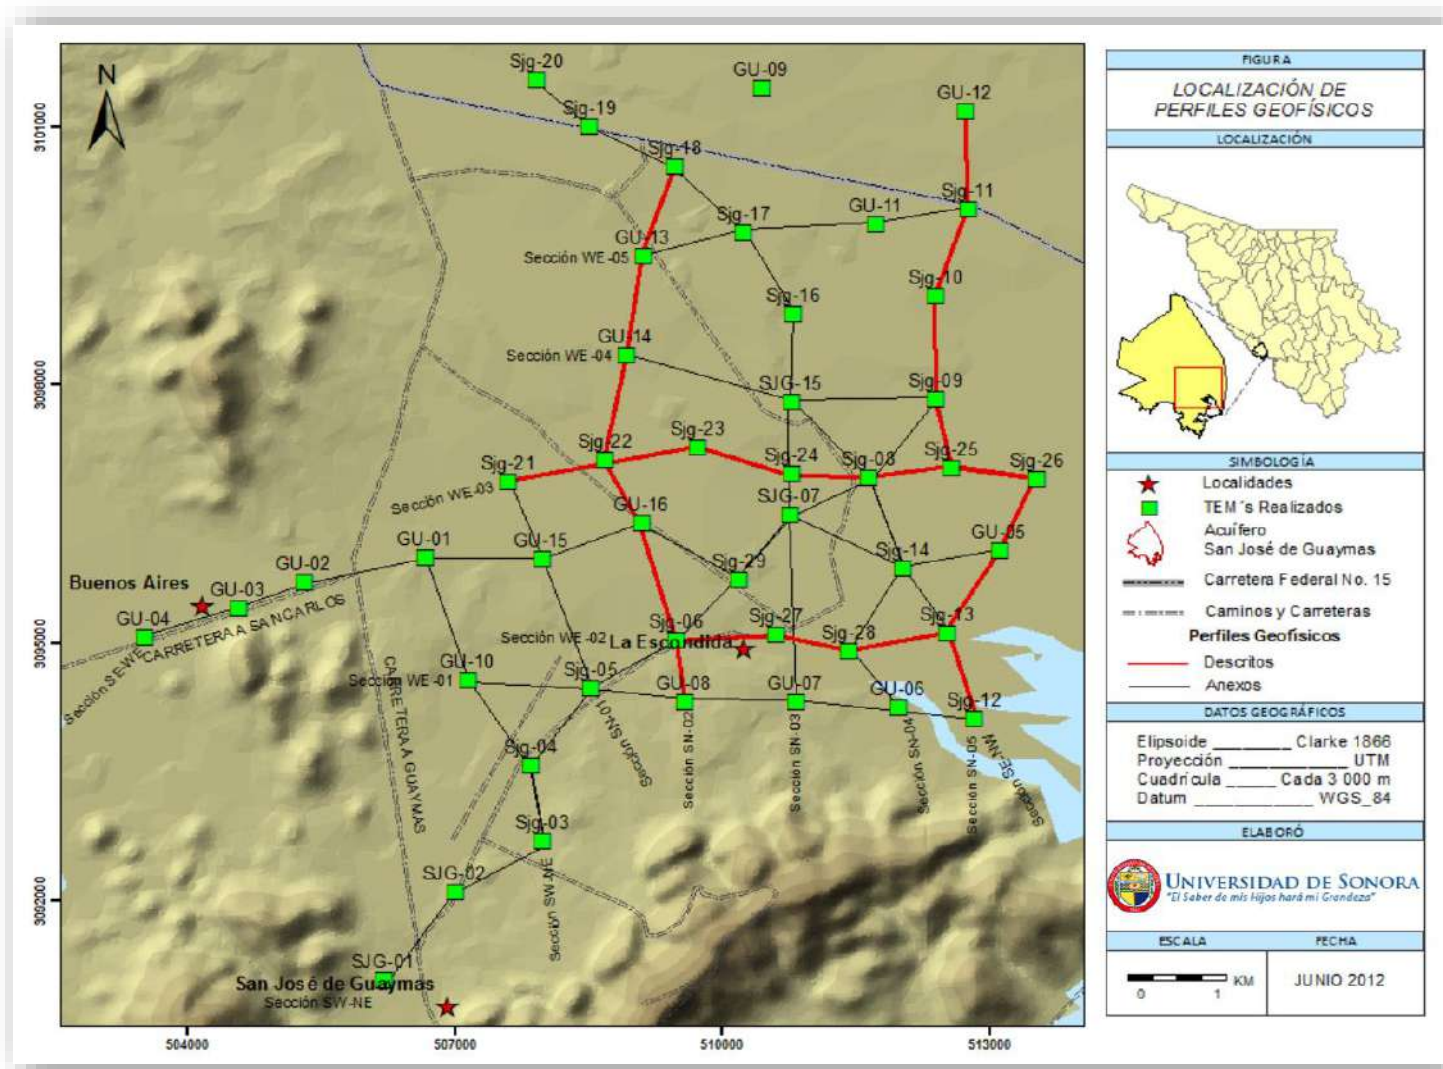 N
Sjg-20
GU-09
GU-12
Sjg-19
Sjg-18
Sjg-11
GU-11
Sjg-17
GU-13
Sección WE-05
Sjg-10
Sjg-16
GU-14
Sección WE-04
SJG-15
Sjg-09
Sjg-23
Sjg-22
Sjg-24
Sjg-08
Sjg-25
Sjg-26
Sjg-21
Sección WE-03
GU-16
SJG-07
GU-05
GU-01
GU-15
Sjg-14
GU-02
Sjg-29
Buenos Aires
GU-03
GU-04
CARRETERA A SAN CARLOS
Sección SE-WE
Sección WE-02
Sjg-06
Sjg-27
Sjg-13
La Escondida
Sjg-28
GU-10
Sección WE-01
Sjg-05
GU-08
GU-07
GU-06
Sjg-12
CARRETERA A GUAYMAS
Sección SN-01
Sección SN-02
Sección SN-03
Sección SN-04
Sección SN-05
Sección SE-NW
Sjg-04
Sjg-03
SJG-02
Sección SW-NE
SJG-01
San José de Guaymas
Sección SW-NE
3101000
3098000
3095000
3092000
504000
507000
510000
513000
FIGURA
LOCALIZACIÓN DE
PERFILES GEOFÍSICOS
LOCALIZACIÓN
SIMBOLOGÍA
Localidades
TEM´s Realizados
Acuífero
San José de Guaymas
Carretera Federal No. 15
Caminos y Carreteras
Perfiles Geofísicos
Descritos
Anexos
DATOS GEOGRÁFICOS
Elipsoide ________ Clarke 1866
Proyección ____________ UTM
Cuadrícula _____ Cada 3 000 m
Datum ____________ WGS_84
ELABORÓ
UNIVERSIDAD DE SONORA
"El Saber de mis Hijos hará mi Grandeza"
ESCALA
FECHA
0 1 KM
JUNIO 2012